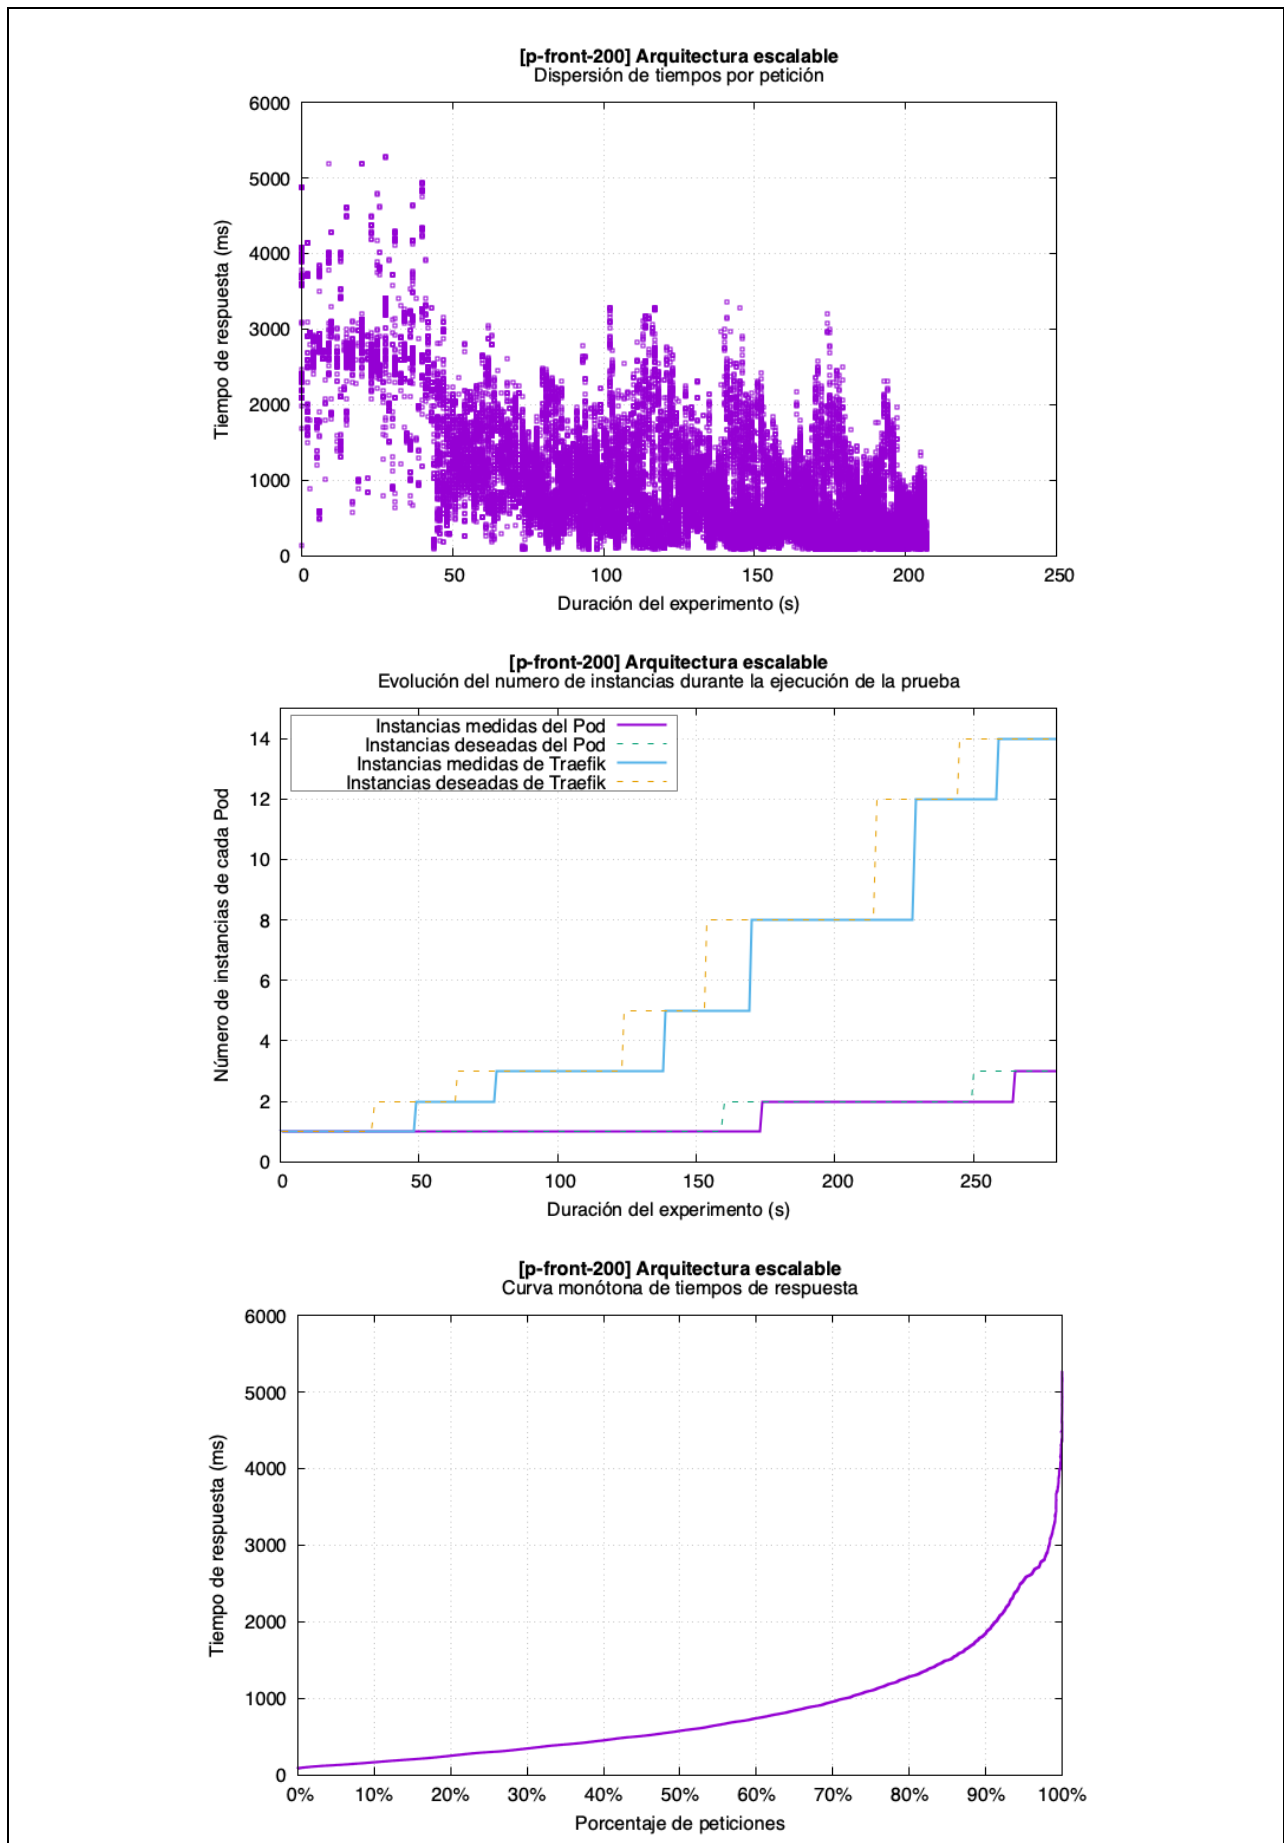 [p-front-200] Arquitectura escalable
Dispersión de tiempos por petición
6000
5000
4000
3000
2000
1000
0
Tiempo de respuesta (ms)
0 50 100 150 200 250
Duración del experimento (s)
[p-front-200] Arquitectura escalable
Evolución del numero de instancias durante la ejecución de la prueba
Instancias medidas del Pod
Instancias deseadas del Pod
Instancias medidas de Traefik
Instancias deseadas de Traefik
14
12
10
8
6
4
2
0
Número de instancias de cada Pod
0 50 100 150 200 250
Duración del experimento (s)
[p-front-200] Arquitectura escalable
Curva monótona de tiempos de respuesta
6000
5000
4000
3000
2000
1000
0
Tiempo de respuesta (ms)
0% 10% 20% 30% 40% 50% 60% 70% 80% 90% 100%
Porcentaje de peticiones